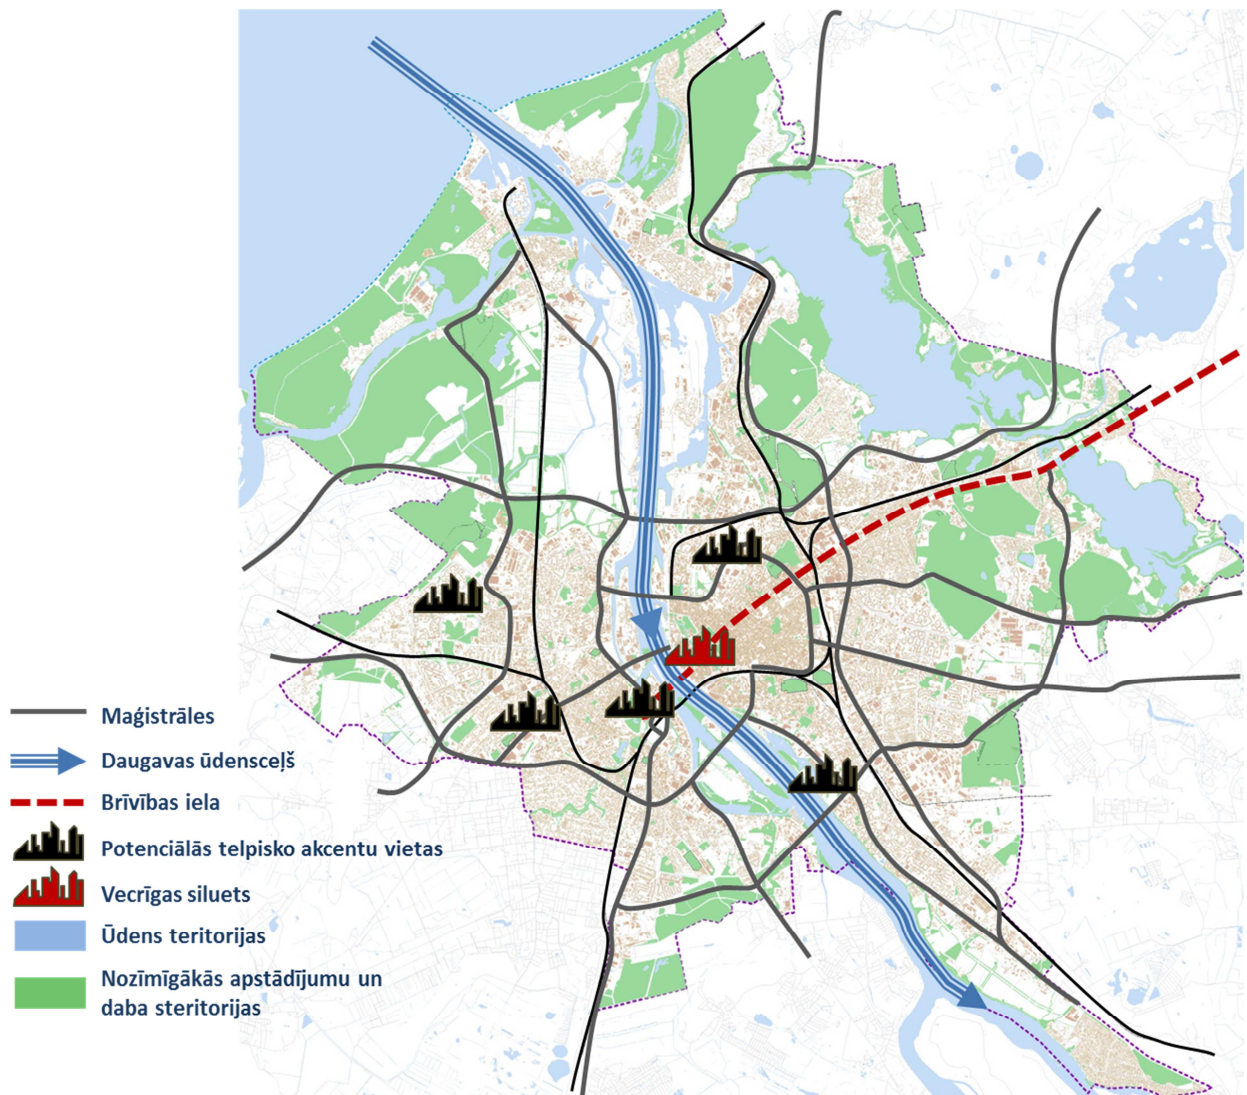 Maģistrāles
Daugavas ūdensceļš
Brīvības iela
Potenciālās telpisko akcentu vietas
Vecrīgas siluets
Ūdens teritorijas
Nozīmīgākās apstādījumu un
daba steritorijas